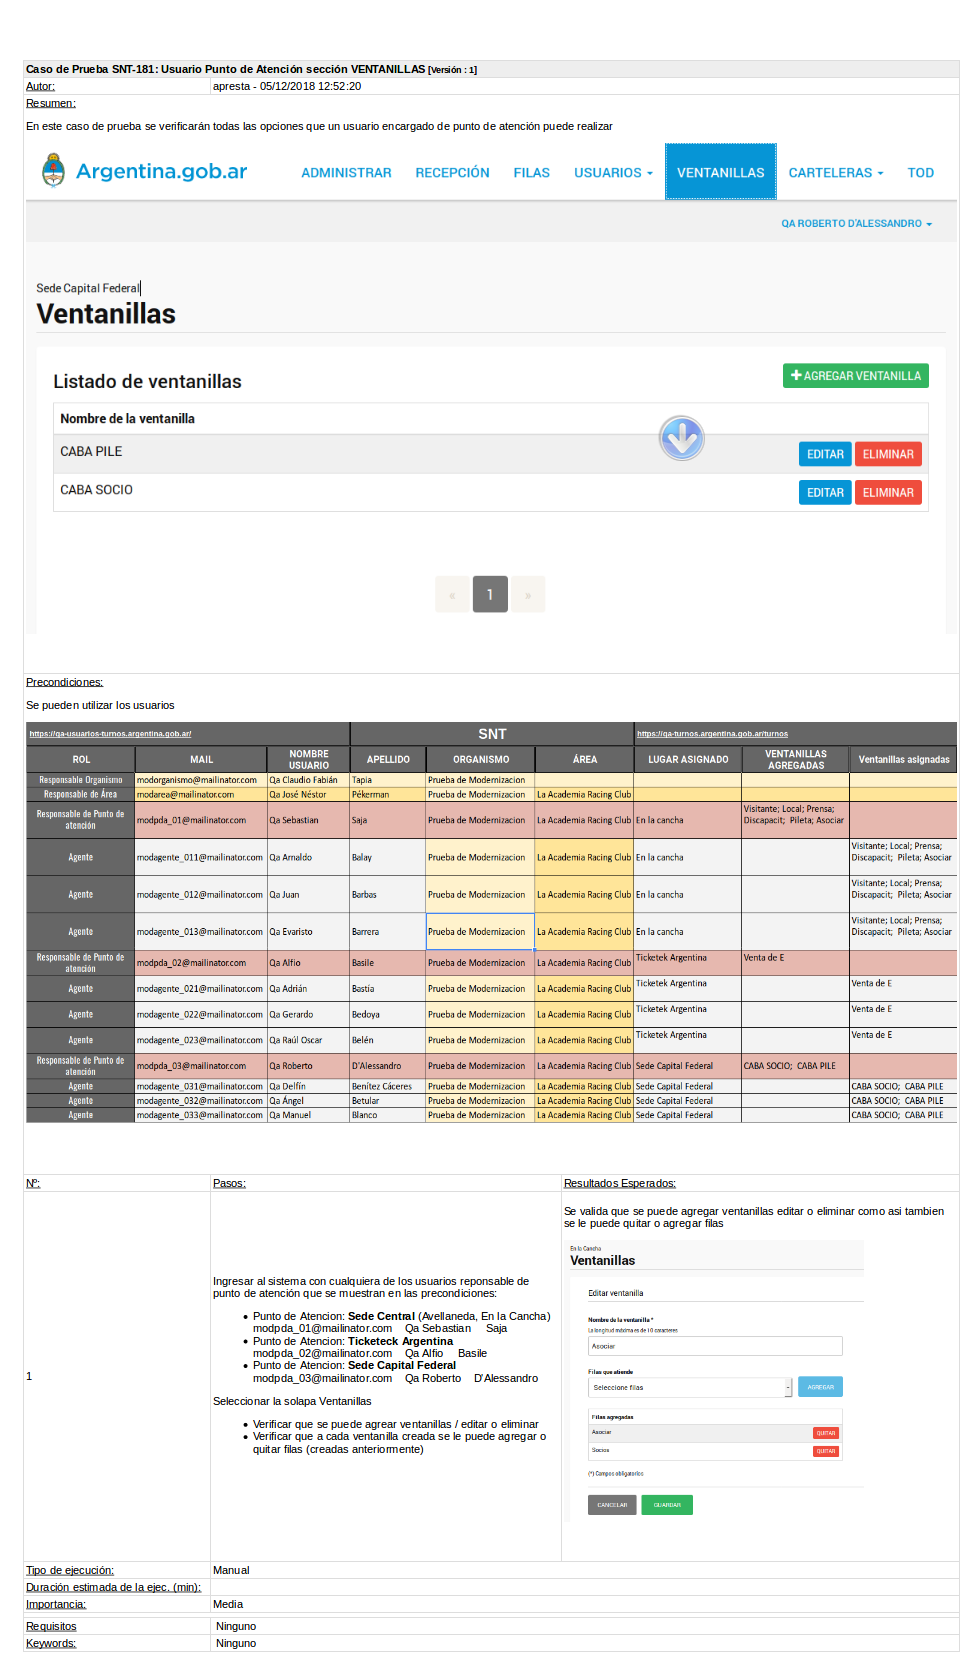 Caso de Prueba SNT-181: Usuario Punto de Atención sección VENTANILLAS [Versión : 1]
Autor: apresta - 05/12/2018 12:52:20
Resumen:
En este caso de prueba se verificarán todas las opciones que un usuario encargado de punto de atención puede realizar
Argentina.gob.ar ADMINISTRAR RECEPCIÓN FILAS USUARIOS VENTANILLAS CARTELERAS TOD
QA ROBERTO D'ALESSANDRO
Sede Capital Federal
Ventanillas
Listado de ventanillas
+ AGREGAR VENTANILLA
Nombre de la ventanilla
CABA PILE EDITAR ELIMINAR
CABA SOCIO EDITAR ELIMINAR
« 1 »
Precondiciones:
Se pueden utilizar los usuarios
https://qa-usuarios-turnos.argentina.gob.ar/ SNT https://qa-turnos.argentina.gob.ar/turnos
ROL MAIL NOMBRE USUARIO APELLIDO ORGANISMO ÁREA LUGAR ASIGNADO VENTANILLAS AGREGADAS Ventanillas asignadas
Responsable Organismo modorganismo@mailinator.com Qa Claudio Fabián Tapia Prueba de Modernizacion
Responsable de Área modarea@mailinator.com Qa José Néstor Pékerman Prueba de Modernizacion La Academia Racing Club
Responsable de Punto de atención modpda_01@mailinator.com Qa Sebastian Saja Prueba de Modernizacion La Academia Racing Club En la cancha Visitante; Local; Prensa; Discapacit; Pileta; Asociar
Agente modagente_011@mailinator.com Qa Arnaldo Balay Prueba de Modernizacion La Academia Racing Club En la cancha Visitante; Local; Prensa; Discapacit; Pileta; Asociar
Agente modagente_012@mailinator.com Qa Juan Barbas Prueba de Modernizacion La Academia Racing Club En la cancha Visitante; Local; Prensa; Discapacit; Pileta; Asociar
Agente modagente_013@mailinator.com Qa Evaristo Barrera Prueba de Modernizacion La Academia Racing Club En la cancha Visitante; Local; Prensa; Discapacit; Pileta; Asociar
Responsable de Punto de atención modpda_02@mailinator.com Qa Alfio Basile Prueba de Modernizacion La Academia Racing Club Ticketek Argentina Venta de E
Agente modagente_021@mailinator.com Qa Adrián Bastía Prueba de Modernizacion La Academia Racing Club Ticketek Argentina Venta de E
Agente modagente_022@mailinator.com Qa Gerardo Bedoya Prueba de Modernizacion La Academia Racing Club Ticketek Argentina Venta de E
Agente modagente_023@mailinator.com Qa Raúl Oscar Belén Prueba de Modernizacion La Academia Racing Club Ticketek Argentina Venta de E
Responsable de Punto de atención modpda_03@mailinator.com Qa Roberto D'Alessandro Prueba de Modernizacion La Academia Racing Club Sede Capital Federal CABA SOCIO; CABA PILE
Agente modagente_031@mailinator.com Qa Delfín Benítez Cáceres Prueba de Modernizacion La Academia Racing Club Sede Capital Federal CABA SOCIO; CABA PILE
Agente modagente_032@mailinator.com Qa Ángel Betular Prueba de Modernizacion La Academia Racing Club Sede Capital Federal CABA SOCIO; CABA PILE
Agente modagente_033@mailinator.com Qa Manuel Blanco Prueba de Modernizacion La Academia Racing Club Sede Capital Federal CABA SOCIO; CABA PILE
Nº: Pasos: Resultados Esperados:
1
Ingresar al sistema con cualquiera de los usuarios reponsable de
punto de atención que se muestran en las precondiciones:
• Punto de Atencion: Sede Central (Avellaneda, En la Cancha)
modpda_01@mailinator.com Qa Sebastian Saja
• Punto de Atencion: Ticketeck Argentina
modpda_02@mailinator.com Qa Alfio Basile
• Punto de Atencion: Sede Capital Federal
modpda_03@mailinator.com Qa Roberto D'Alessandro
Seleccionar la solapa Ventanillas
• Verificar que se puede agrear ventanillas / editar o eliminar
• Verificar que a cada ventanilla creada se le puede agregar o
quitar filas (creadas anteriormente)
Se valida que se puede agregar ventanillas editar o eliminar como asi tambien
se le puede quitar o agregar filas
En la Cancha
Ventanillas
Editar ventanilla
Nombre de la ventanilla *
La longitud máxima es de 10 caracteres
Asociar
Filas que atiende
Seleccione filas AGREGAR
Filas agregadas
Asociar QUITAR
Socios QUITAR
(*) Campos obligatorios
CANCELAR GUARDAR
Tipo de ejecución: Manual
Duración estimada de la ejec. (min):
Importancia: Media
Requisitos Ninguno
Keywords: Ninguno